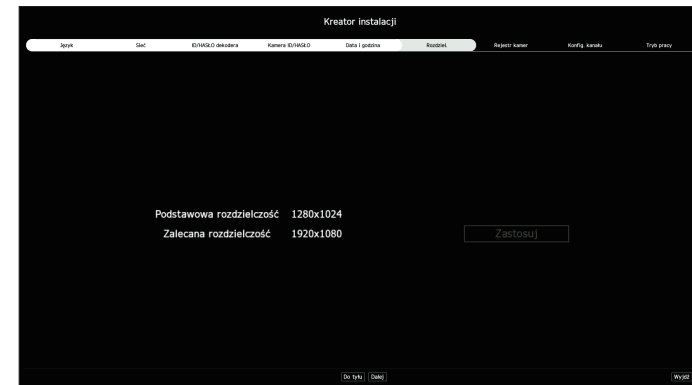 Kreator instalacji
Język Sieć ID/HASŁO dekodera Kamera ID/HASŁO Data i godzina Rozdziel. Rejestr kamer Konfig. kanału Tryb pracy
Podstawowa rozdzielczość 1280x1024
Zalecana rozdzielczość 1920x1080 Zastosuj
Do tyłu Dalej Wyjdź